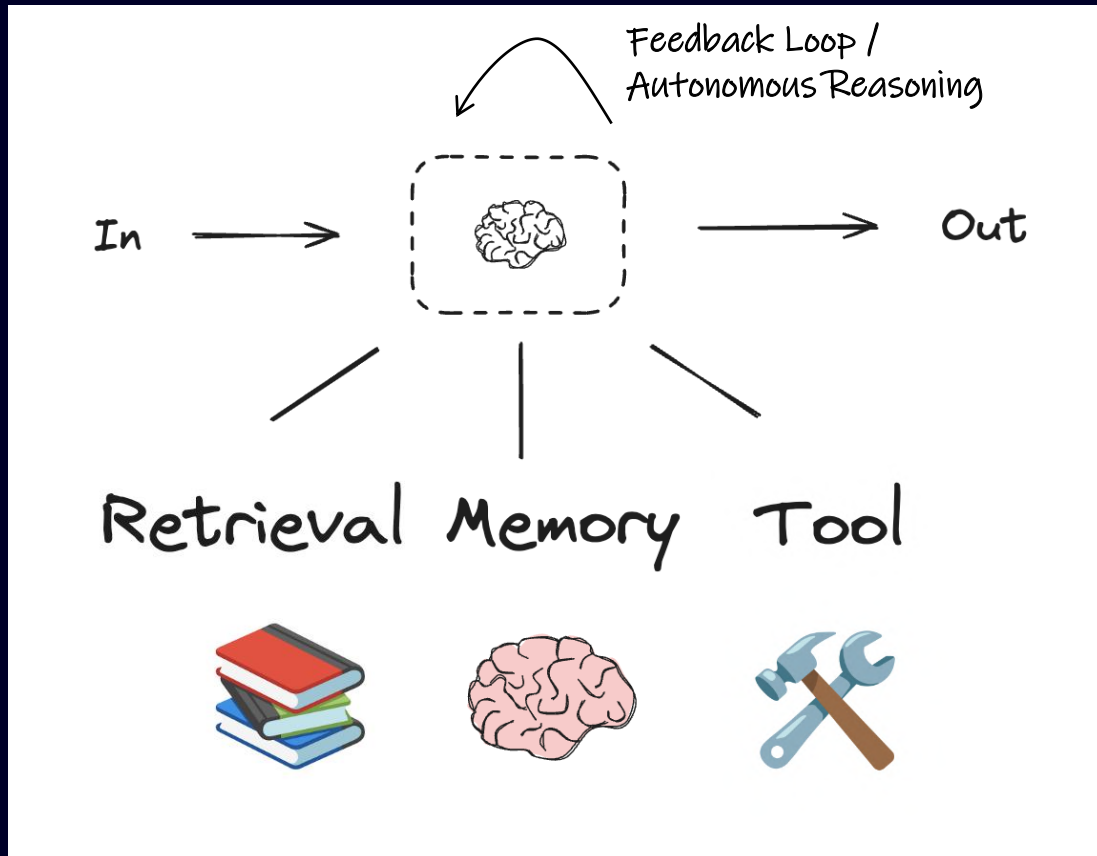 Feedback Loop /
Autonomous Reasoning
In
Out
Retrieval Memory Tool